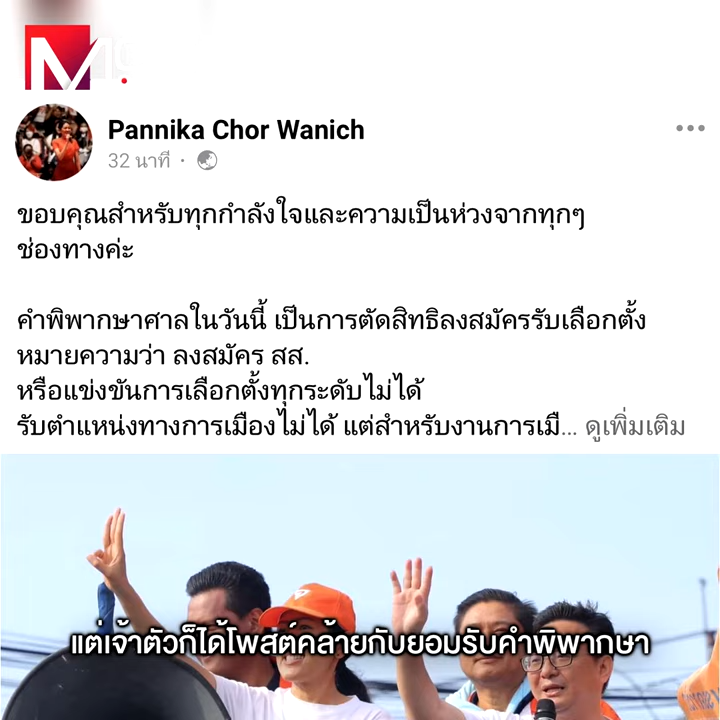 M
Pannika Chor Wanich
32 นาที ·
ขอบคุณสำหรับทุกกำลังใจและความเป็นห่วงจากทุกๆ
ช่องทางค่ะ
คำพิพากษาศาลในวันนี้ เป็นการตัดสิทธิลงสมัครรับเลือกตั้ง
หมายความว่า ลงสมัคร สส.
หรือแข่งขันการเลือกตั้งทุกระดับไม่ได้
รับตำแหน่งทางการเมืองไม่ได้ แต่สำหรับงานการเมื... ดูเพิ่มเติม
แต่เจ้าตัวก็ได้โพสต์คล้ายกับยอมรับคำพิพากษา